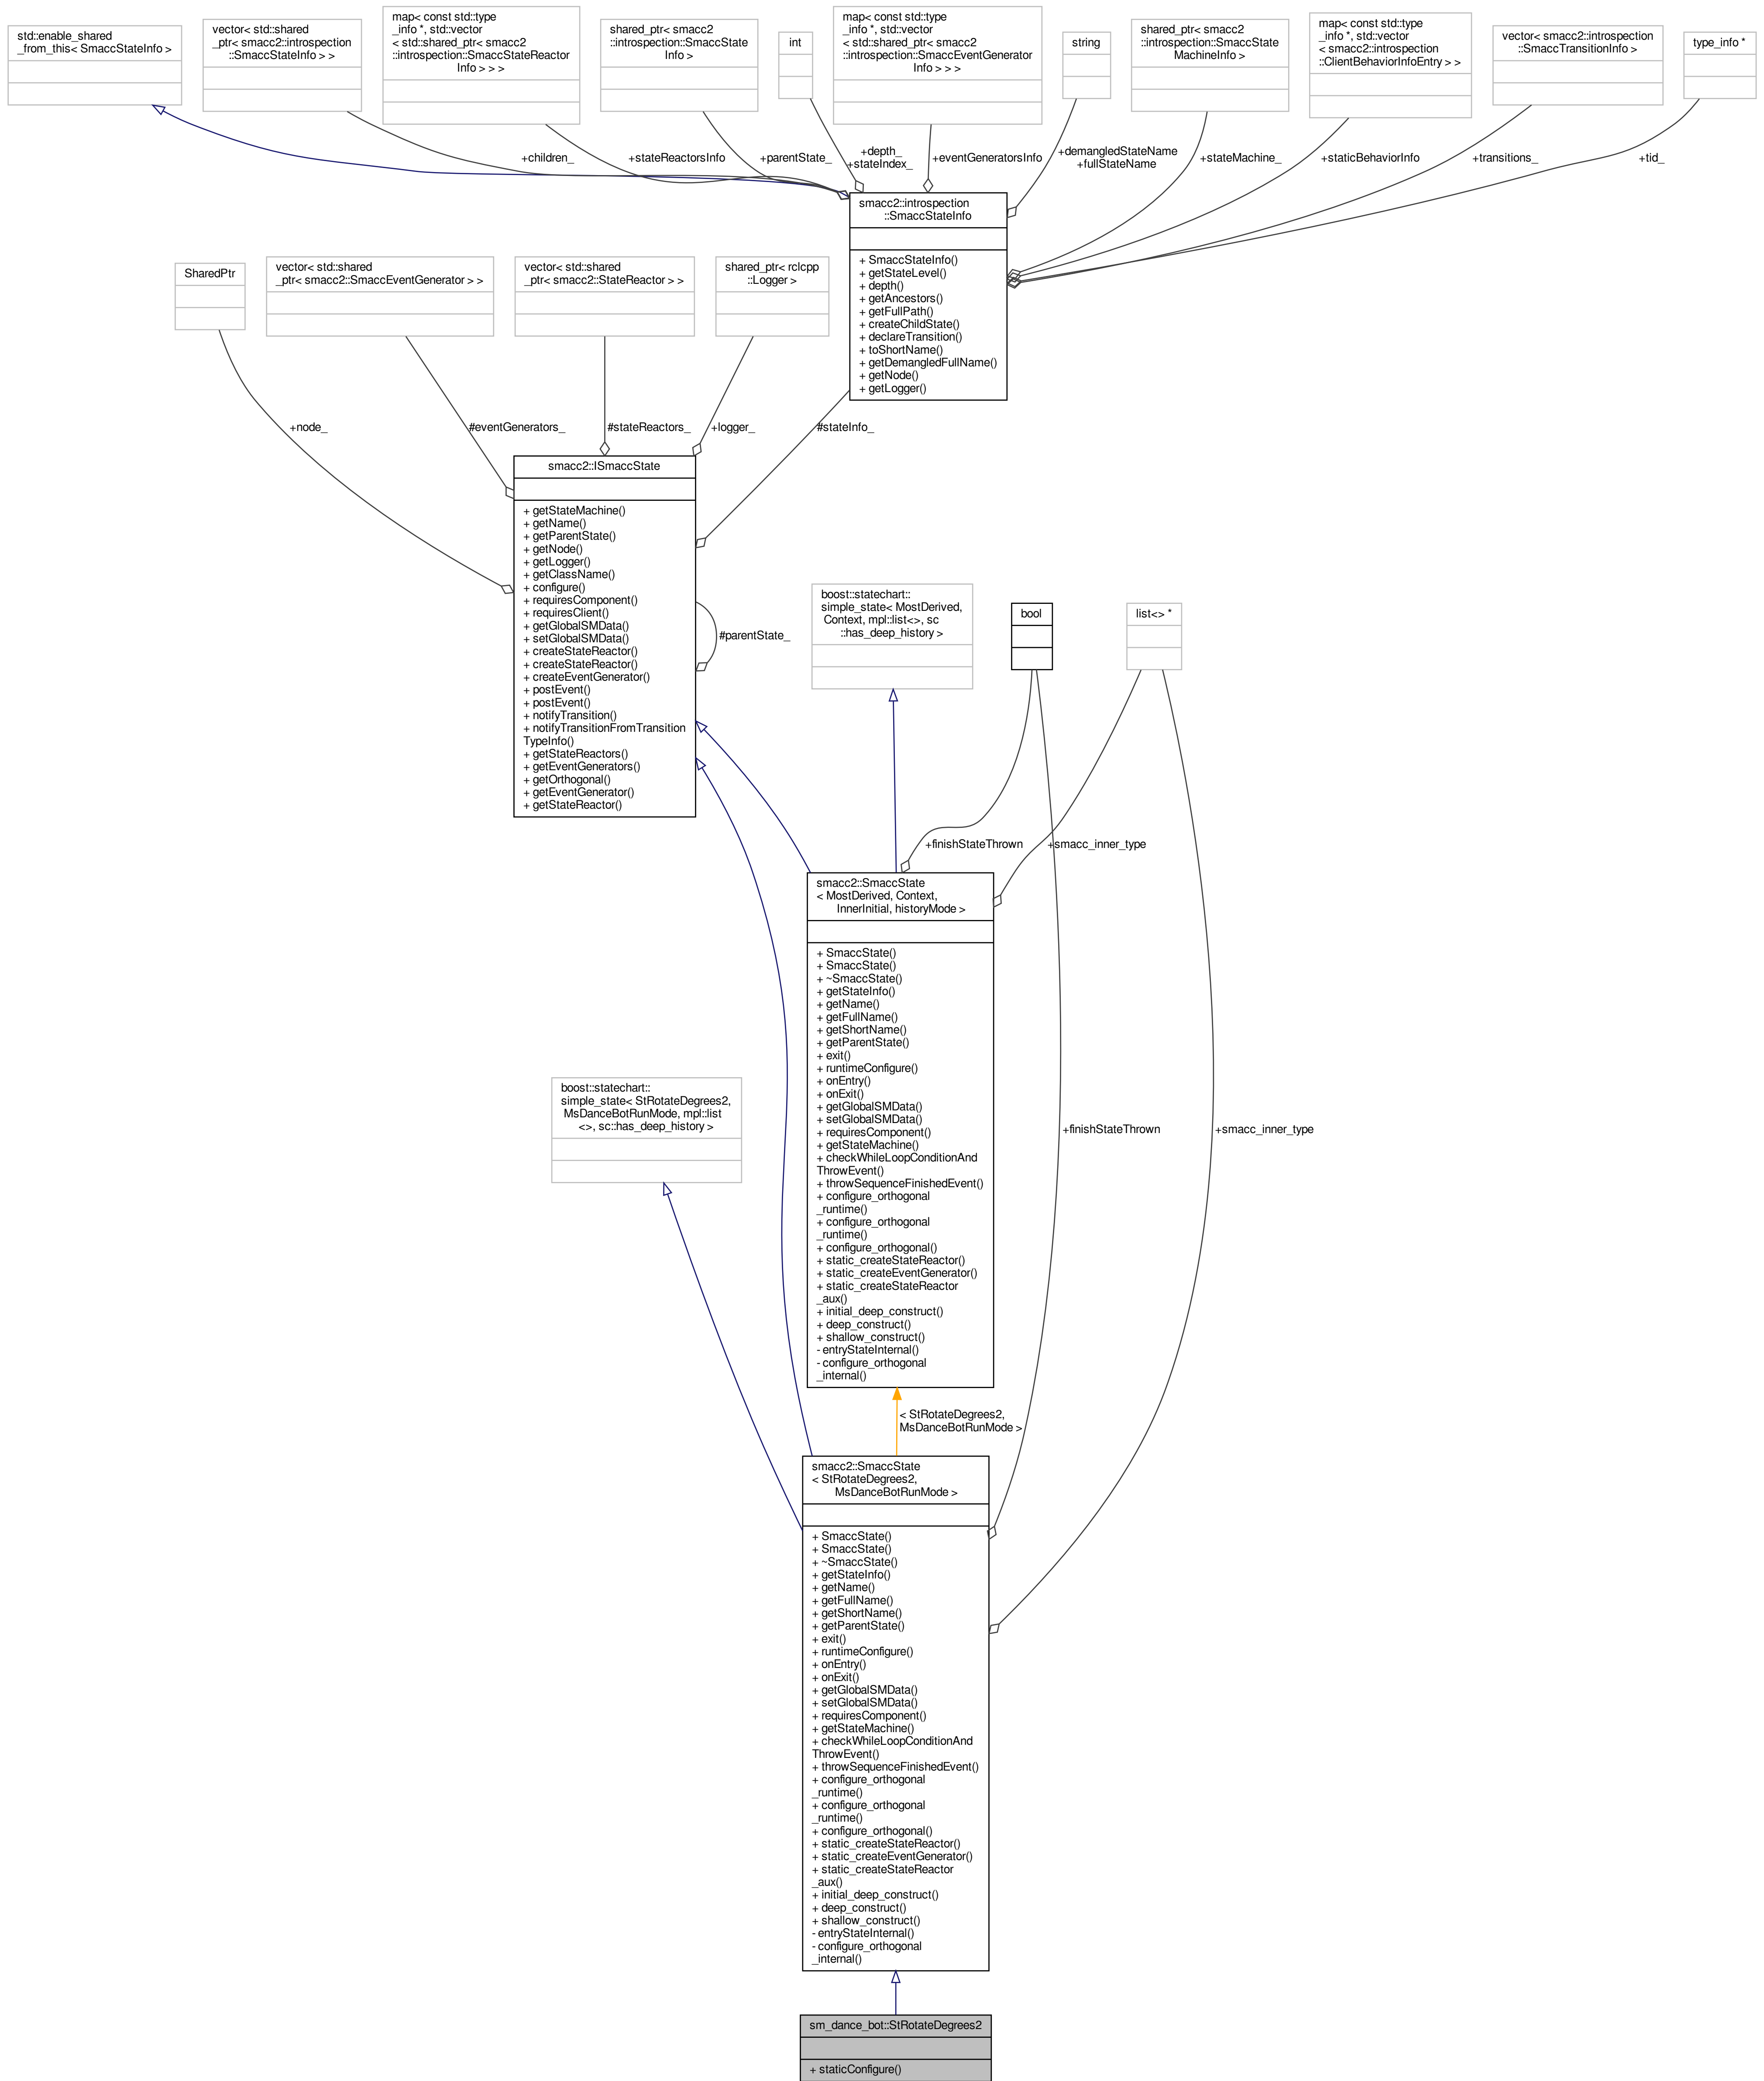 std::enable_shared
_from_this< SmaccStateInfo >
vector< std::shared
_ptr< smacc2::introspection
::SmaccStateInfo > >
map< const std::type
_info *, std::vector
< std::shared_ptr< smacc2
::introspection::SmaccStateReactor
Info > > >
shared_ptr< smacc2
::introspection::SmaccState
Info >
int
map< const std::type
_info *, std::vector
< std::shared_ptr< smacc2
::introspection::SmaccEventGenerator
Info > > >
string
shared_ptr< smacc2
::introspection::SmaccState
MachineInfo >
map< const std::type
_info *, std::vector
< smacc2::introspection
::ClientBehaviorInfoEntry > >
vector< smacc2::introspection
::SmaccTransitionInfo >
type_info *
+children_
+stateReactorsInfo
+parentState_
+depth_
+stateIndex_
+eventGeneratorsInfo
+demangledStateName
+fullStateName
+stateMachine_
+staticBehaviorInfo
+transitions_
+tid_
smacc2::introspection
::SmaccStateInfo
+ SmaccStateInfo()
+ getStateLevel()
+ depth()
+ getAncestors()
+ getFullPath()
+ createChildState()
+ declareTransition()
+ toShortName()
+ getDemangledFullName()
+ getNode()
+ getLogger()
SharedPtr
vector< std::shared
_ptr< smacc2::SmaccEventGenerator > >
vector< std::shared
_ptr< smacc2::StateReactor > >
shared_ptr< rclcpp
::Logger >
+node_
#eventGenerators_
#stateReactors_
+logger_
#stateInfo_
smacc2::ISmaccState
+ getStateMachine()
+ getName()
+ getParentState()
+ getNode()
+ getLogger()
+ getClassName()
+ configure()
+ requiresComponent()
+ requiresClient()
+ getGlobalSMData()
+ setGlobalSMData()
+ createStateReactor()
+ createStateReactor()
+ createEventGenerator()
+ postEvent()
+ postEvent()
+ notifyTransition()
+ notifyTransitionFromTransition
TypeInfo()
+ getStateReactors()
+ getEventGenerators()
+ getOrthogonal()
+ getEventGenerator()
+ getStateReactor()
#parentState_
boost::statechart::
simple_state< MostDerived,
Context, mpl::list<>, sc
::has_deep_history >
bool
list<> *
+finishStateThrown
+smacc_inner_type
smacc2::SmaccState
< MostDerived, Context,
InnerInitial, historyMode >
+ SmaccState()
+ SmaccState()
+ ~SmaccState()
+ getStateInfo()
+ getName()
+ getFullName()
+ getShortName()
+ getParentState()
+ exit()
+ runtimeConfigure()
+ onEntry()
+ onExit()
+ getGlobalSMData()
+ setGlobalSMData()
+ requiresComponent()
+ getStateMachine()
+ checkWhileLoopConditionAnd
ThrowEvent()
+ throwSequenceFinishedEvent()
+ configure_orthogonal
_runtime()
+ configure_orthogonal
_runtime()
+ configure_orthogonal()
+ static_createStateReactor()
+ static_createEventGenerator()
+ static_createStateReactor
_aux()
+ initial_deep_construct()
+ deep_construct()
+ shallow_construct()
- entryStateInternal()
- configure_orthogonal
_internal()
boost::statechart::
simple_state< StRotateDegrees2,
MsDanceBotRunMode, mpl::list
<>, sc::has_deep_history >
+finishStateThrown
+smacc_inner_type
< StRotateDegrees2,
MsDanceBotRunMode >
smacc2::SmaccState
< StRotateDegrees2,
MsDanceBotRunMode >
+ SmaccState()
+ SmaccState()
+ ~SmaccState()
+ getStateInfo()
+ getName()
+ getFullName()
+ getShortName()
+ getParentState()
+ exit()
+ runtimeConfigure()
+ onEntry()
+ onExit()
+ getGlobalSMData()
+ setGlobalSMData()
+ requiresComponent()
+ getStateMachine()
+ checkWhileLoopConditionAnd
ThrowEvent()
+ throwSequenceFinishedEvent()
+ configure_orthogonal
_runtime()
+ configure_orthogonal
_runtime()
+ configure_orthogonal()
+ static_createStateReactor()
+ static_createEventGenerator()
+ static_createStateReactor
_aux()
+ initial_deep_construct()
+ deep_construct()
+ shallow_construct()
- entryStateInternal()
- configure_orthogonal
_internal()
sm_dance_bot::StRotateDegrees2
+ staticConfigure()